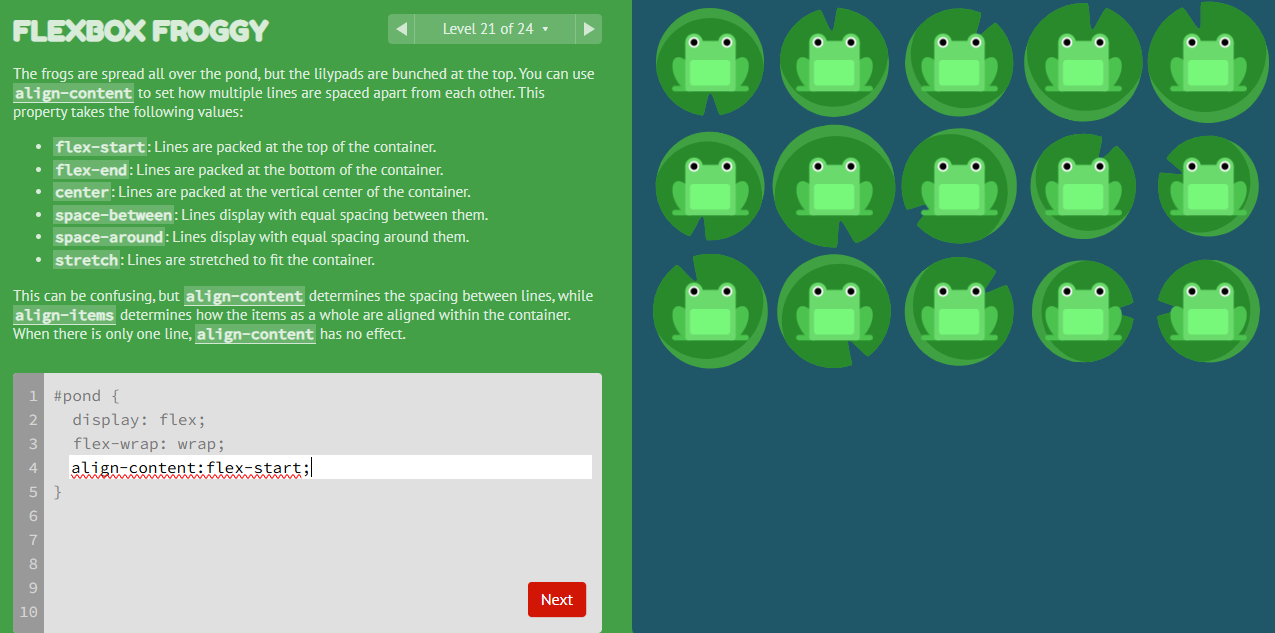 FLEXBOX FROGGY
Level 21 of 24
The frogs are spread all over the pond, but the lilypads are bunched at the top. You can use
align-content to set how multiple lines are spaced apart from each other. This
property takes the following values:
flex-start: Lines are packed at the top of the container.
flex-end: Lines are packed at the bottom of the container.
center: Lines are packed at the vertical center of the container.
space-between: Lines display with equal spacing between them.
space-around: Lines display with equal spacing around them.
stretch: Lines are stretched to fit the container.
This can be confusing, but align-content determines the spacing between lines, while
align-items determines how the items as a whole are aligned within the container.
When there is only one line, align-content has no effect.
1 #pond {
2 display: flex;
3 flex-wrap: wrap;
4 align-content:flex-start;
5 }
6
7
8
9
10
Next